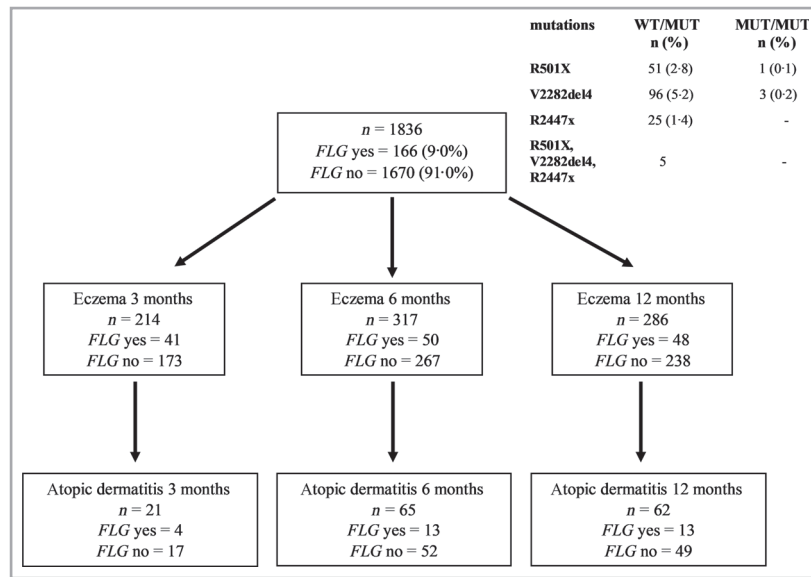 mutations WT/MUT MUT/MUT
n (%) n (%)
R501X 51 (2·8) 1 (0·1)
V2282del4 96 (5·2) 3 (0·2)
R2447x 25 (1·4) -
R501X,
V2282del4, 5 -
R2447x
n = 1836
FLG yes = 166 (9·0%)
FLG no = 1670 (91·0%)
Eczema 3 months
n = 214
FLG yes = 41
FLG no = 173
Eczema 6 months
n = 317
FLG yes = 50
FLG no = 267
Eczema 12 months
n = 286
FLG yes = 48
FLG no = 238
Atopic dermatitis 3 months
n = 21
FLG yes = 4
FLG no = 17
Atopic dermatitis 6 months
n = 65
FLG yes = 13
FLG no = 52
Atopic dermatitis 12 months
n = 62
FLG yes = 13
FLG no = 49